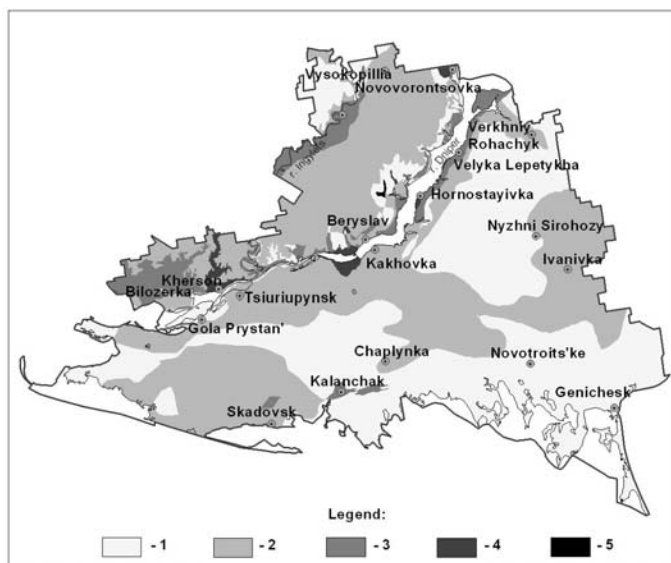 Vysokopillia
Novovorontsovka
r. Ingulets
Dniper
Verkhniy
Rohachyk
Velyka Lepetykha
Hornostayivka
Beryslav
Nyzhni Sirohozy
Kakhovka
Ivanivka
Kherson
Bilozerka
Tsiuriupynsk
Gola Prystan'
Chaplynka
Novotroits'ke
Kalanchak
Genichesk
Skadovsk
Legend:
- 1 - 2 - 3 - 4 - 5